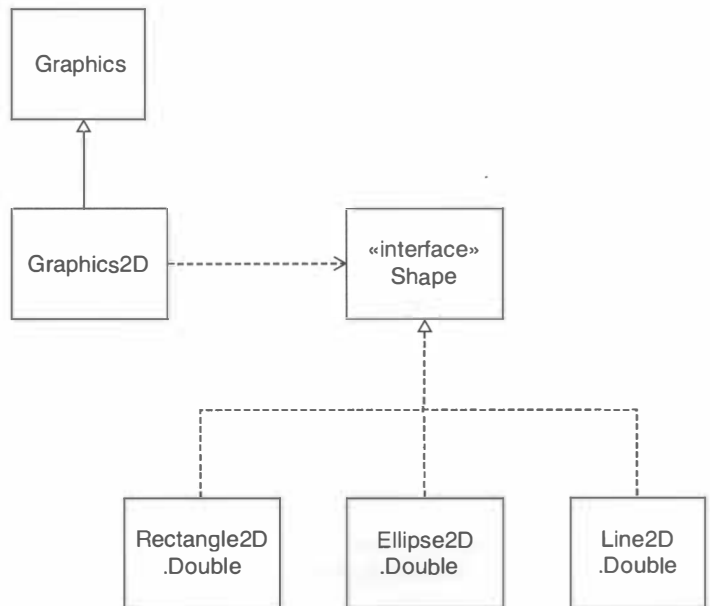 Graphics
Graphics2D
«interface»
Shape
Rectangle2D
.Double
Ellipse2D
.Double
Line2D
.Double